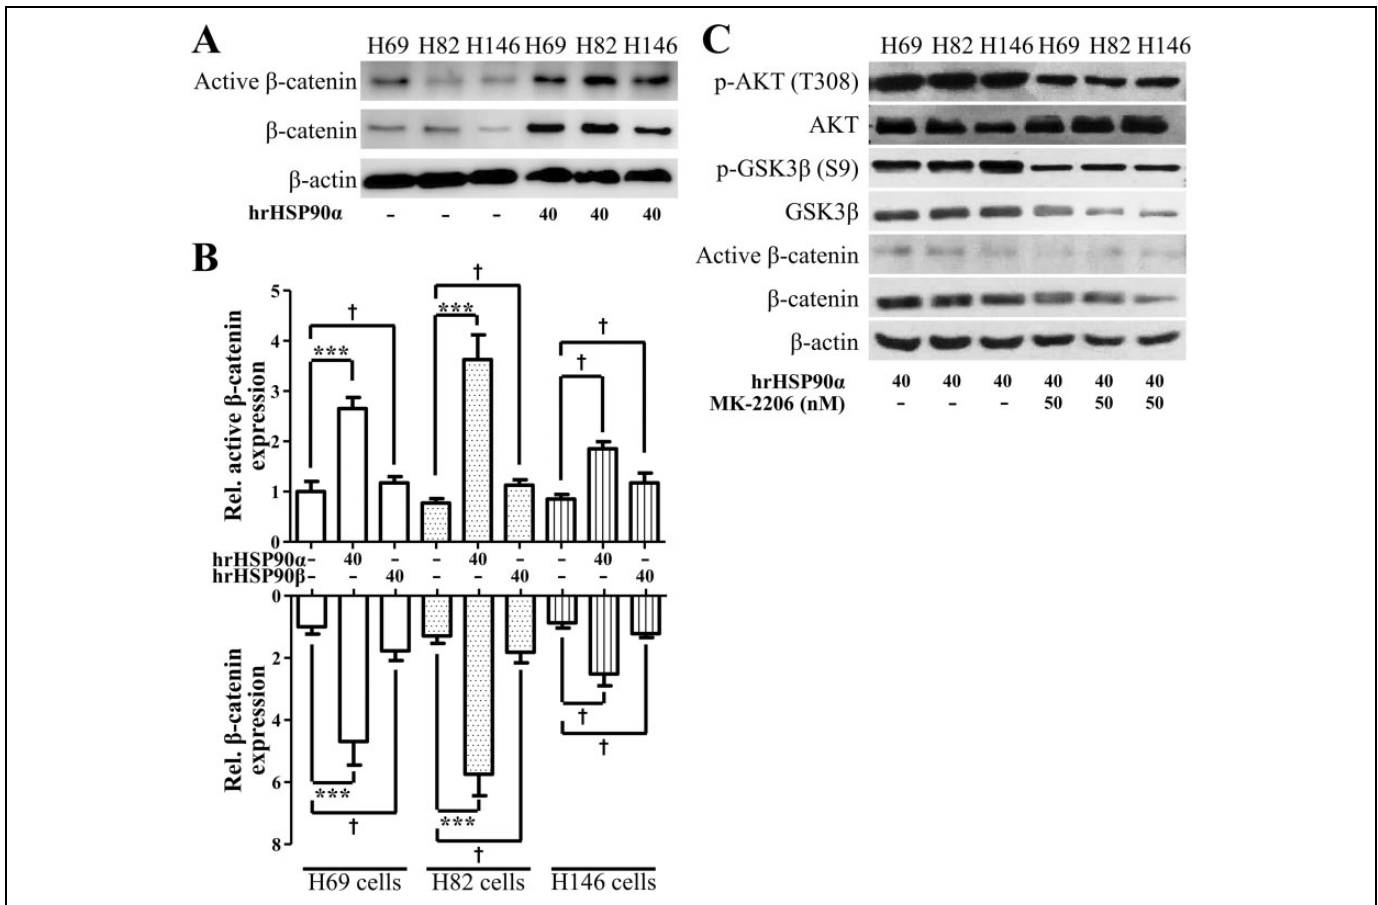 A
H69 H82 H146 H69 H82 H146
Active β-catenin
β-catenin
β-actin
hrHSP90α - - - 40 40 40
B
Rel. active β-catenin
expression
5
4
3
2
1
0
*** † *** † † †
hrHSP90α - 40 - - 40 - - 40 -
hrHSP90β - - 40 - - 40 - - 40
Rel. β-catenin
expression
0
2
4
6
8
*** † *** † † †
H69 cells H82 cells H146 cells
C
H69 H82 H146 H69 H82 H146
p-AKT (T308)
AKT
p-GSK3β (S9)
GSK3β
Active β-catenin
β-catenin
β-actin
hrHSP90α 40 40 40 40 40 40
MK-2206 (nM) - - - 50 50 50